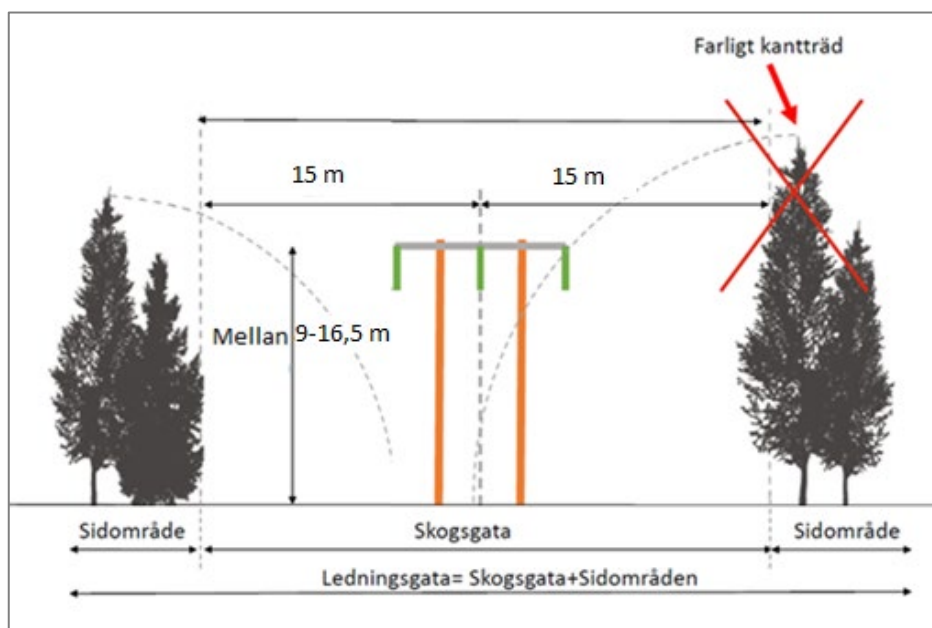 Farligt kantträd
15 m
15 m
Mellan 9-16,5 m
Sidområde
Skogsgata
Sidområde
Ledningsgata= Skogsgata+Sidområden